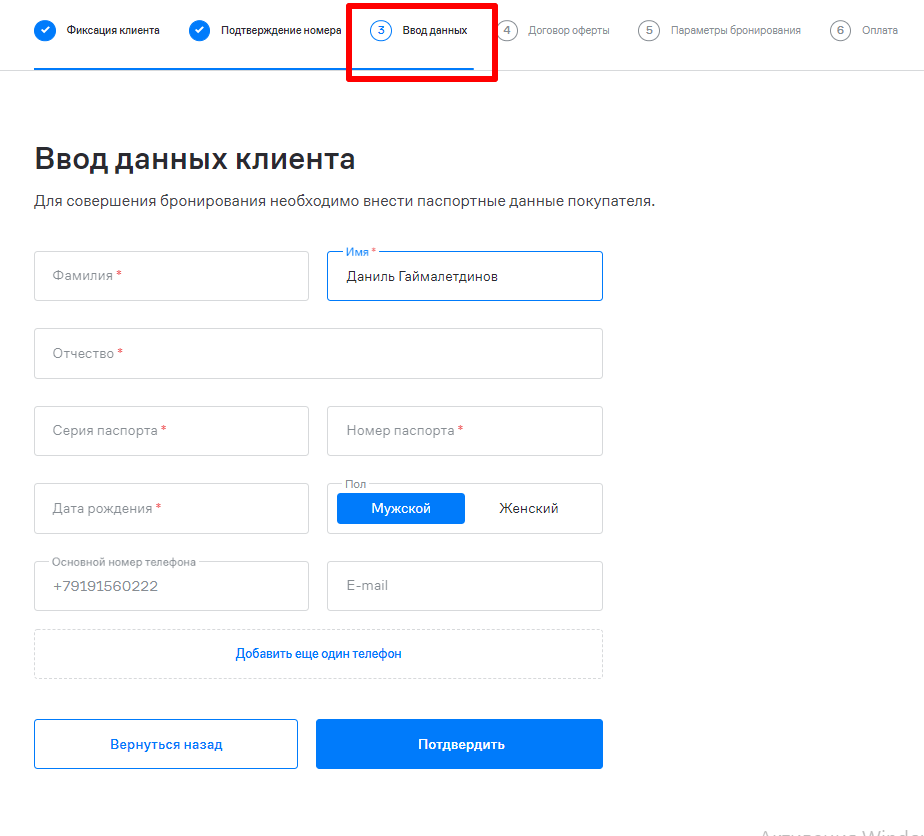 Фиксация клиента Подтверждение номера 3 Ввод данных 4 Договор оферты 5 Параметры бронирования 6 Оплата
Ввод данных клиента
Для совершения бронирования необходимо внести паспортные данные покупателя.
Фамилия * Имя * Даниль Гаймалетдинов
Отчество *
Серия паспорта * Номер паспорта *
Дата рождения * Пол Мужской Женский
Основной номер телефона
+79191560222 E-mail
Добавить еще один телефон
Вернуться назад Потдвердить